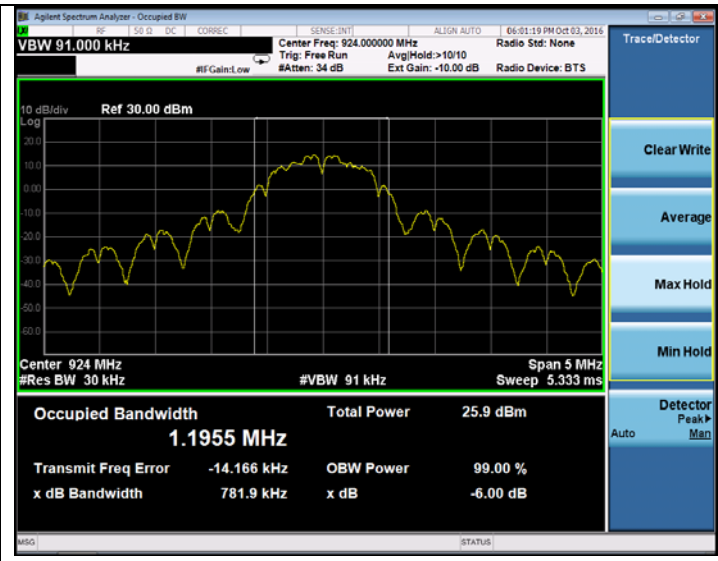 Agilent Spectrum Analyzer - Occupied BW
LXI RF 50 Ω DC CORREC SENSE:INT ALIGN AUTO 06:01:19 PM Oct 03, 2016
VBW 91.000 kHz
Center Freq: 924.000000 MHz Radio Std: None
Trig: Free Run Avg|Hold:>10/10
#IFGain:Low #Atten: 34 dB Ext Gain: -10.00 dB Radio Device: BTS
Trace/Detector
10 dB/div Ref 30.00 dBm
Log
20.0
10.0
0.00
-10.0
-20.0
-30.0
-40.0
-50.0
-60.0
Center 924 MHz Span 5 MHz
#Res BW 30 kHz #VBW 91 kHz Sweep 5.333 ms
Clear Write
Average
Max Hold
Min Hold
Detector
Peak▶
Auto Man
Occupied Bandwidth Total Power 25.9 dBm
1.1955 MHz
Transmit Freq Error -14.166 kHz OBW Power 99.00 %
x dB Bandwidth 781.9 kHz x dB -6.00 dB
MSG STATUS